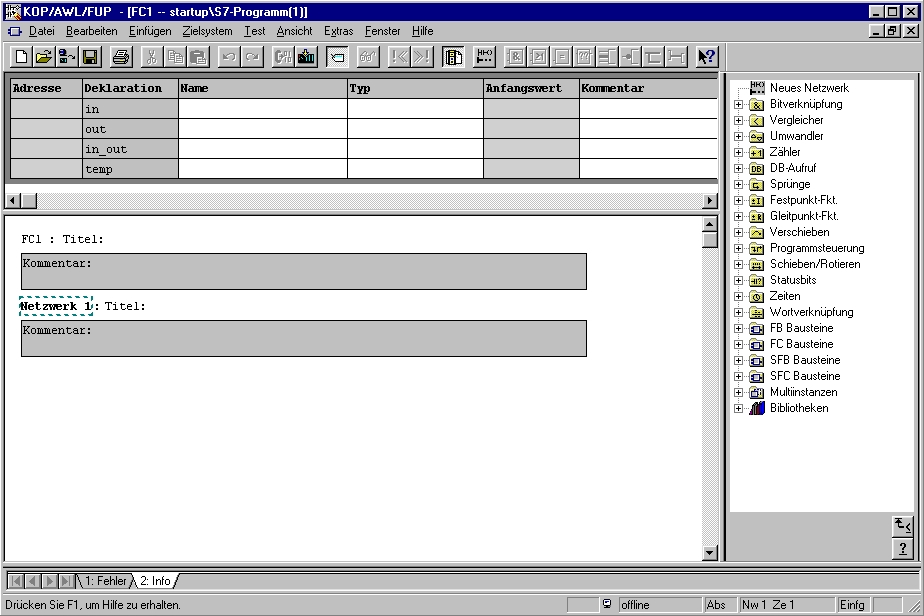 KOP/AWL/FUP - [FC1 -- startup\S7-Programm(1)]
Datei Bearbeiten Einfügen Zielsystem Test Ansicht Extras Fenster Hilfe
Adresse Deklaration Name Typ Anfangswert Kommentar
in
out
in_out
temp
FC1 : Titel:
Kommentar:
Netzwerk 1: Titel:
Kommentar:
Neues Netzwerk
Bitverknüpfung
Vergleicher
Umwandler
Zähler
DB-Aufruf
Sprünge
Festpunkt-Fkt.
Gleitpunkt-Fkt.
Verschieben
Programmsteuerung
Schieben/Rotieren
Statusbits
Zeiten
Wortverknüpfung
FB Bausteine
FC Bausteine
SFB Bausteine
SFC Bausteine
Multiinstanzen
Bibliotheken
1: Fehler 2: Info
Drücken Sie F1, um Hilfe zu erhalten. offline Abs Nw 1 Ze 1 Einfg